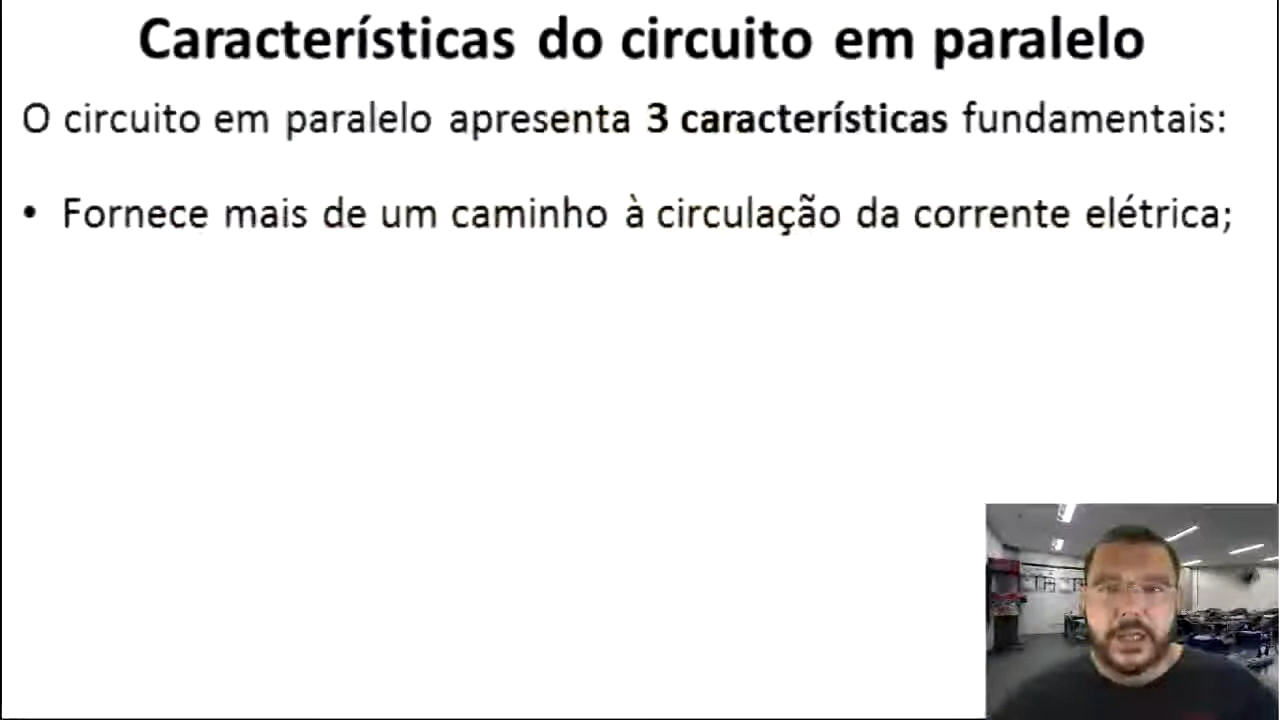 Características do circuito em paralelo
O circuito em paralelo apresenta 3 características fundamentais:
• Fornece mais de um caminho à circulação da corrente elétrica;